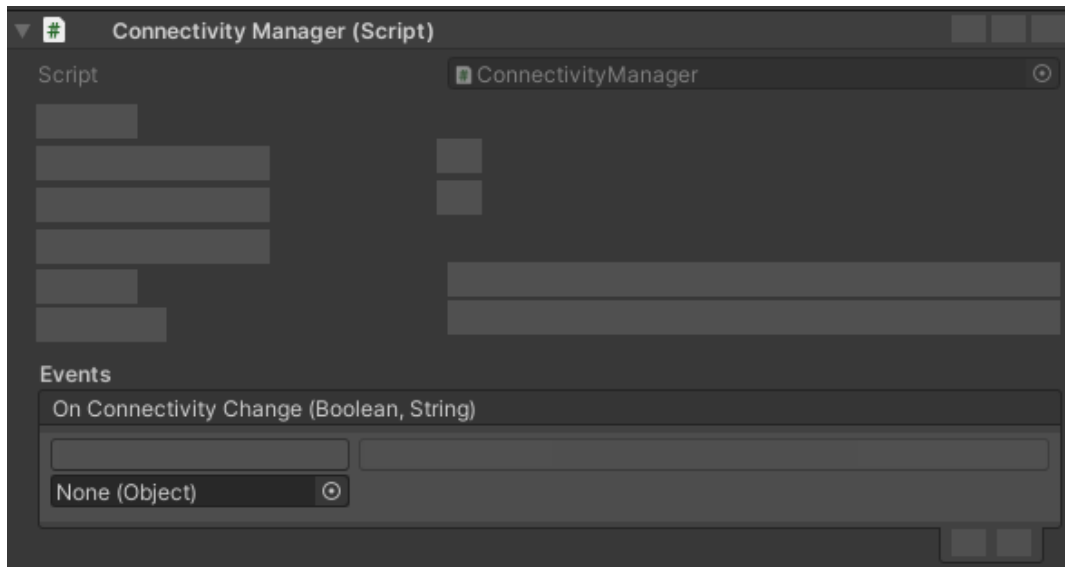 # Connectivity Manager (Script)
Script # ConnectivityManager
Events
On Connectivity Change (Boolean, String)
None (Object)